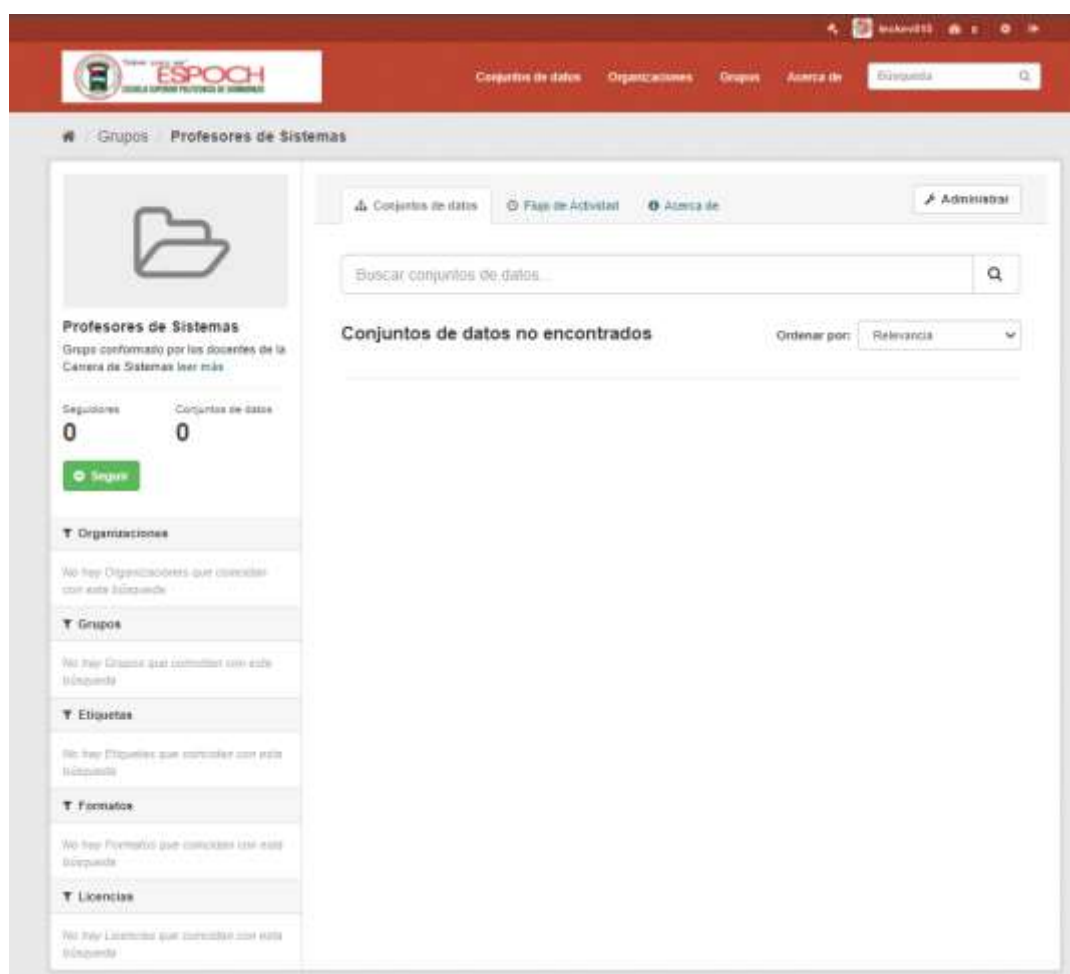 0
ESPOCH
Conjuntos de datos
Organizaciones
Grupos
Acerca de
Búsqueda
Grupos / Profesores de Sistemas
Conjuntos de datos
Flujo de Actividad
Acerca de
Administrar
Buscar conjuntos de datos...
Conjuntos de datos no encontrados
Ordenar por:
Relevancia
Profesores de Sistemas
Grupo conformado por los docentes de la
Carrera de Sistemas leer más
Seguidores
0
Conjuntos de datos
0
Seguir
Organizaciones
No hay Organizaciones que coincidan
con esta búsqueda
Grupos
No hay Grupos que coincidan con esta
búsqueda
Etiquetas
No hay Etiquetas que coincidan con esta
búsqueda
Formatos
No hay Formatos que coincidan con esta
búsqueda
Licencias
No hay Licencias que coincidan con esta
búsqueda